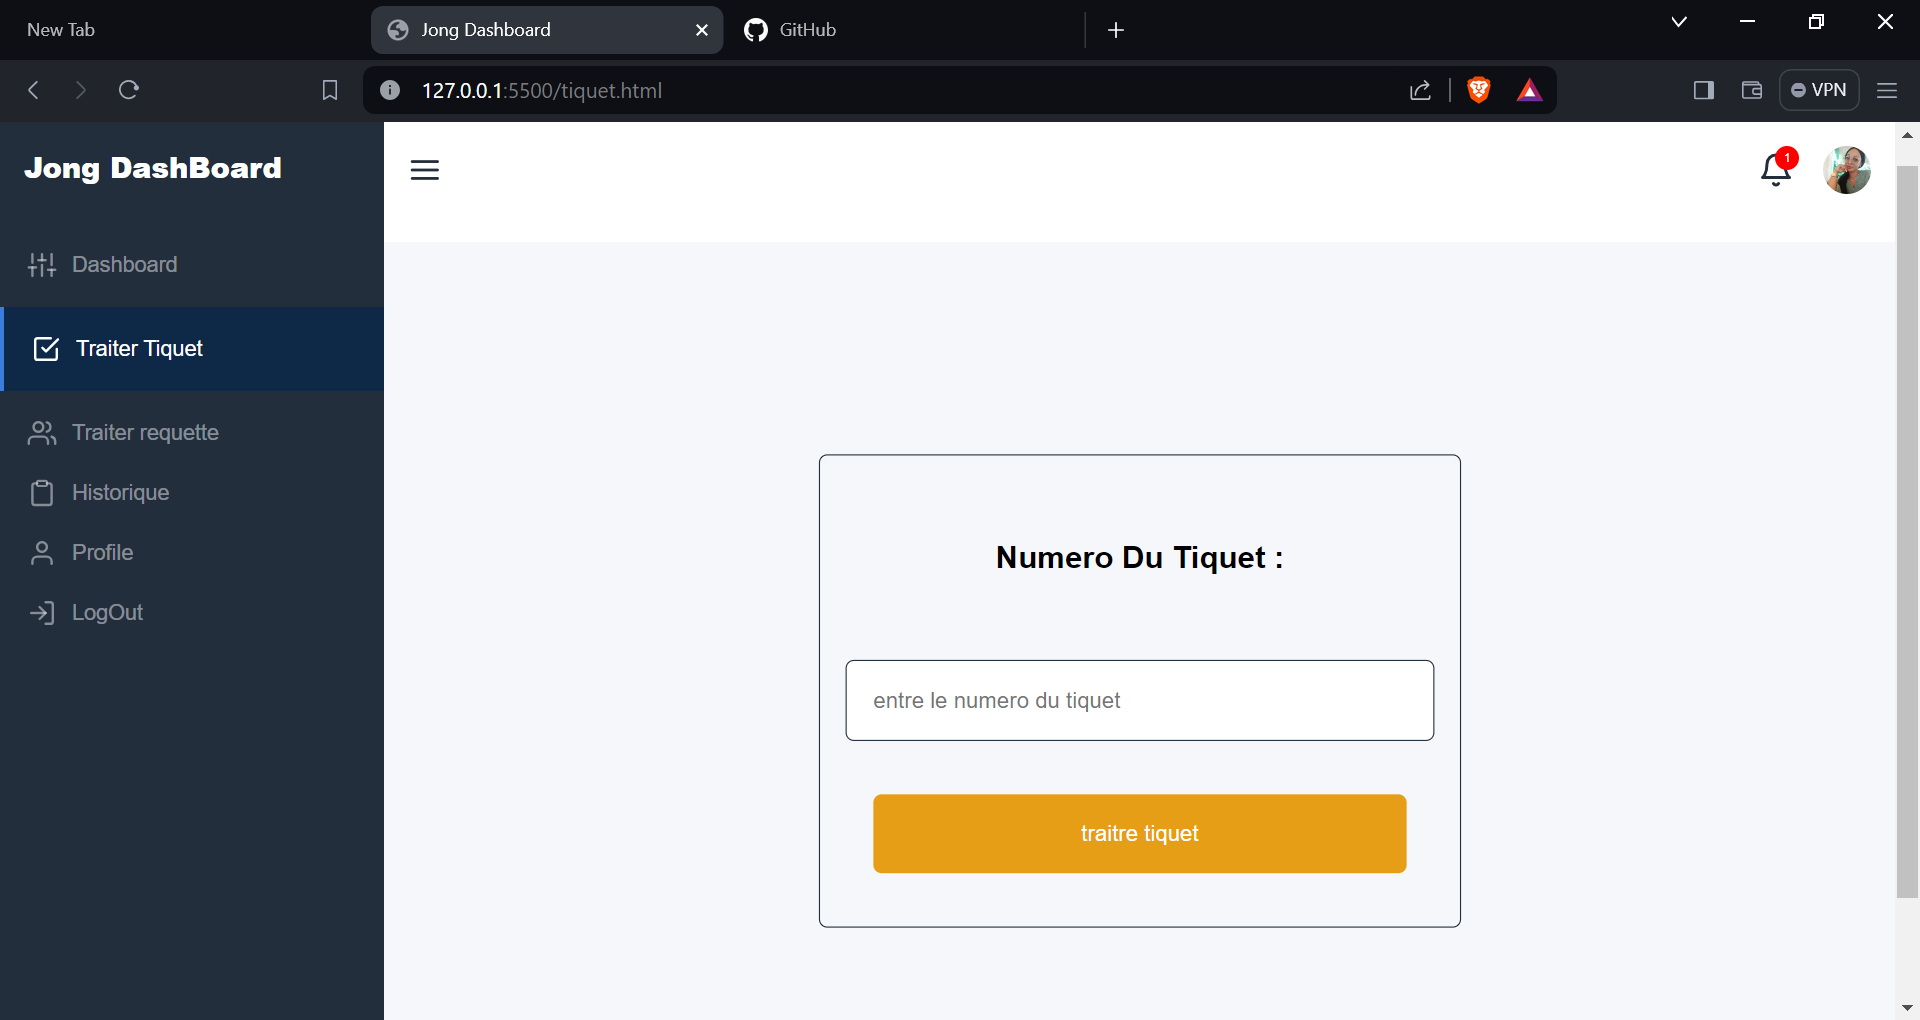 New Tab
Jong Dashboard
GitHub
127.0.0.1:5500/tiquet.html
VPN
Jong DashBoard
1
Dashboard
Traiter Tiquet
Traiter requette
Historique
Profile
LogOut
Numero Du Tiquet :
entre le numero du tiquet
traitre tiquet